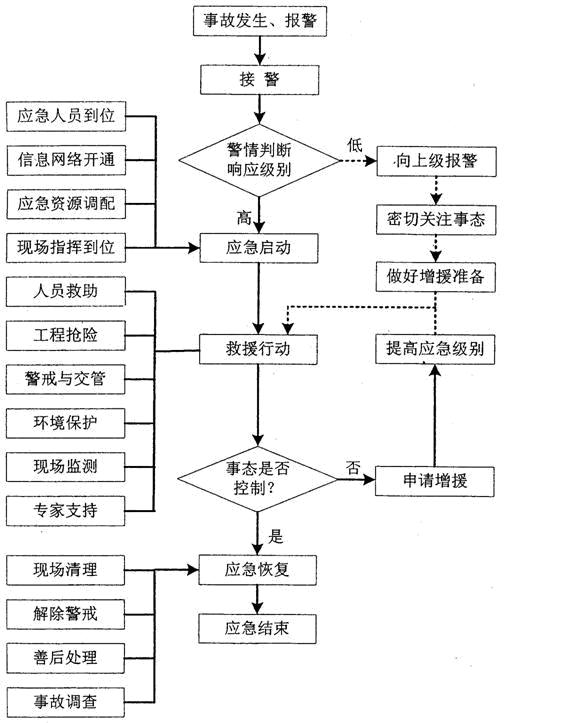 事故发生、报警
接 警
应急人员到位
信息网络开通
应急资源调配
现场指挥到位
警情判断
响应级别
低
向上级报警
密切关注事态
高
应急启动
做好增援准备
人员救助
工程抢险
警戒与交管
环境保护
现场监测
专家支持
救援行动
提高应急级别
事态是否
控制？
否
申请增援
是
现场清理
解除警戒
善后处理
事故调查
应急恢复
应急结束